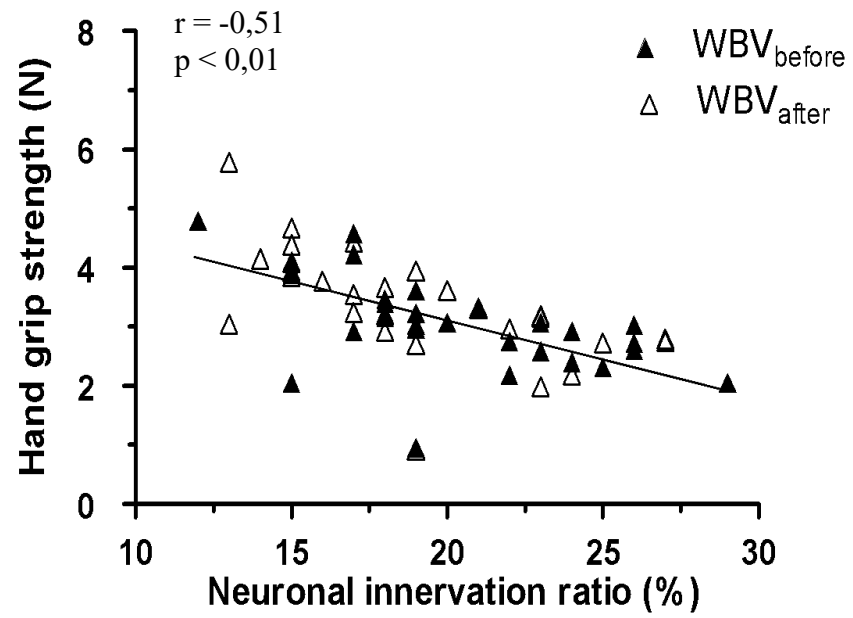 r = -0,51
p < 0,01
WBVbefore
WBVafter
Hand grip strength (N)
8
6
4
2
0
10 15 20 25 30
Neuronal innervation ratio (%)